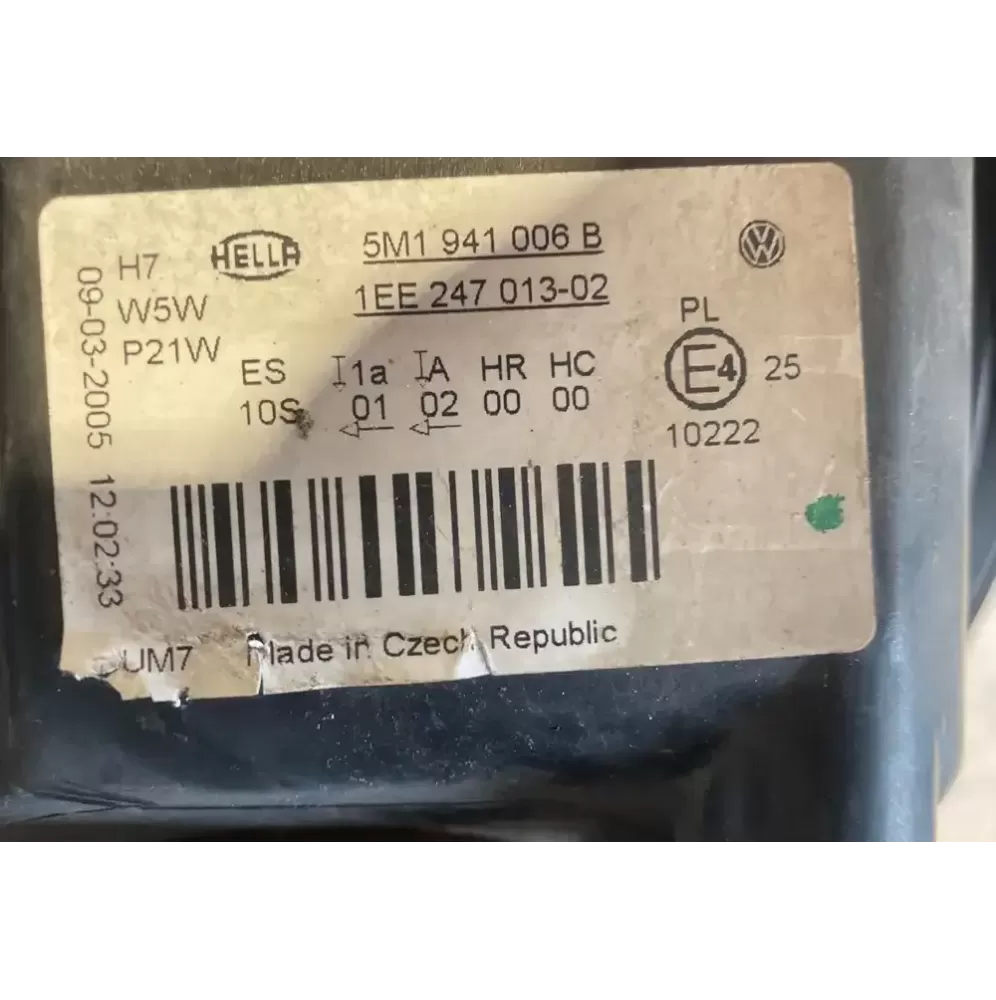 H7
W5W
P21W
HELLA
5M1 941 006 B
1EE 247 013-02
ES I1a IA HR HC
10S 01 02 00 00
PL
E4 25
10222
09-03-2005 12:02:33
UM7 Made in Czech Republic